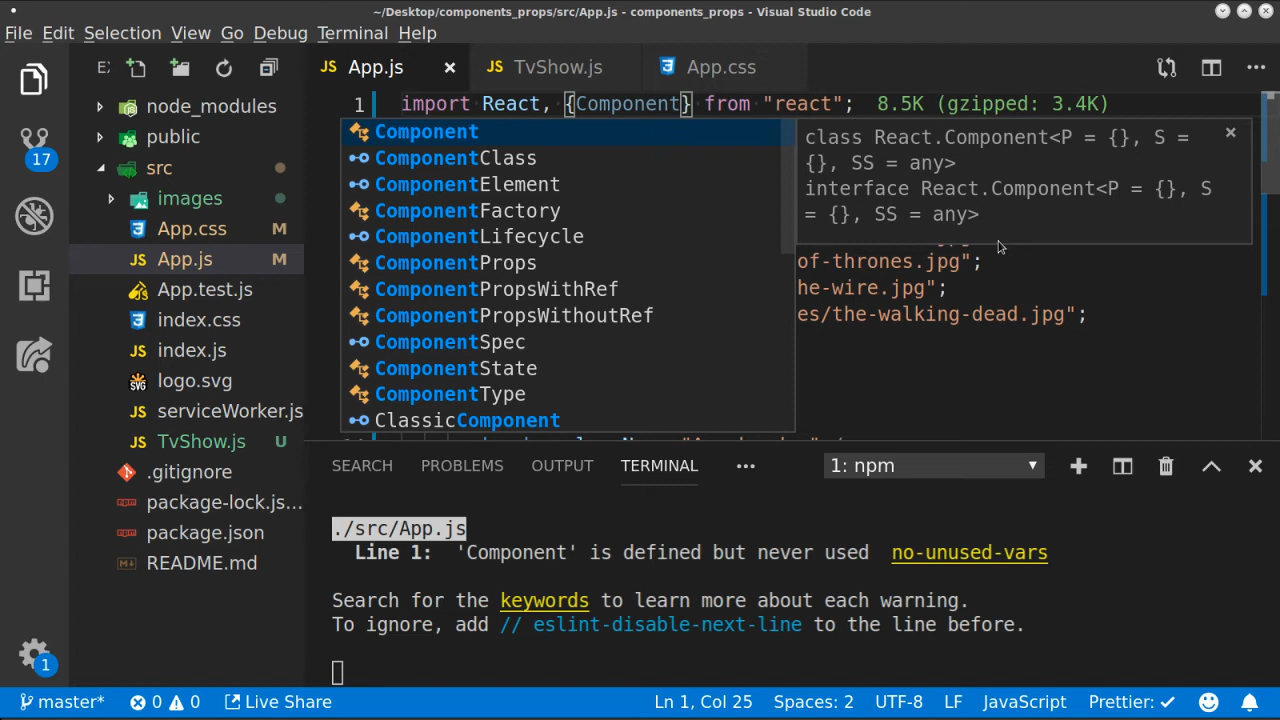 ~/Desktop/components_props/src/App.js - components_props - Visual Studio Code
File Edit Selection View Go Debug Terminal Help
JS App.js
JS TvShow.js
App.css
node_modules
public
src
images
App.css M
JS App.js M
App.test.js
index.css
JS index.js
SVG logo.svg
JS serviceWorker.js
JS TvShow.js U
.gitignore
package-lock.js...
package.json
README.md
17
1
1 import React, {Component} from "react"; 8.5K (gzipped: 3.4K)
Component
ComponentClass
ComponentElement
ComponentFactory
ComponentLifecycle
ComponentProps
ComponentPropsWithRef
ComponentPropsWithoutRef
ComponentSpec
ComponentState
ComponentType
ClassicComponent
class React.Component<P = {}, S =
{}, SS = any>
interface React.Component<P = {}, S
= {}, SS = any>
of-thrones.jpg";
he-wire.jpg";
es/the-walking-dead.jpg";
SEARCH PROBLEMS OUTPUT TERMINAL ••• 1: npm
./src/App.js
Line 1: 'Component' is defined but never used no-unused-vars
Search for the keywords to learn more about each warning.
To ignore, add // eslint-disable-next-line to the line before.
master* 0 0 Live Share Ln 1, Col 25 Spaces: 2 UTF-8 LF JavaScript Prettier: ✓